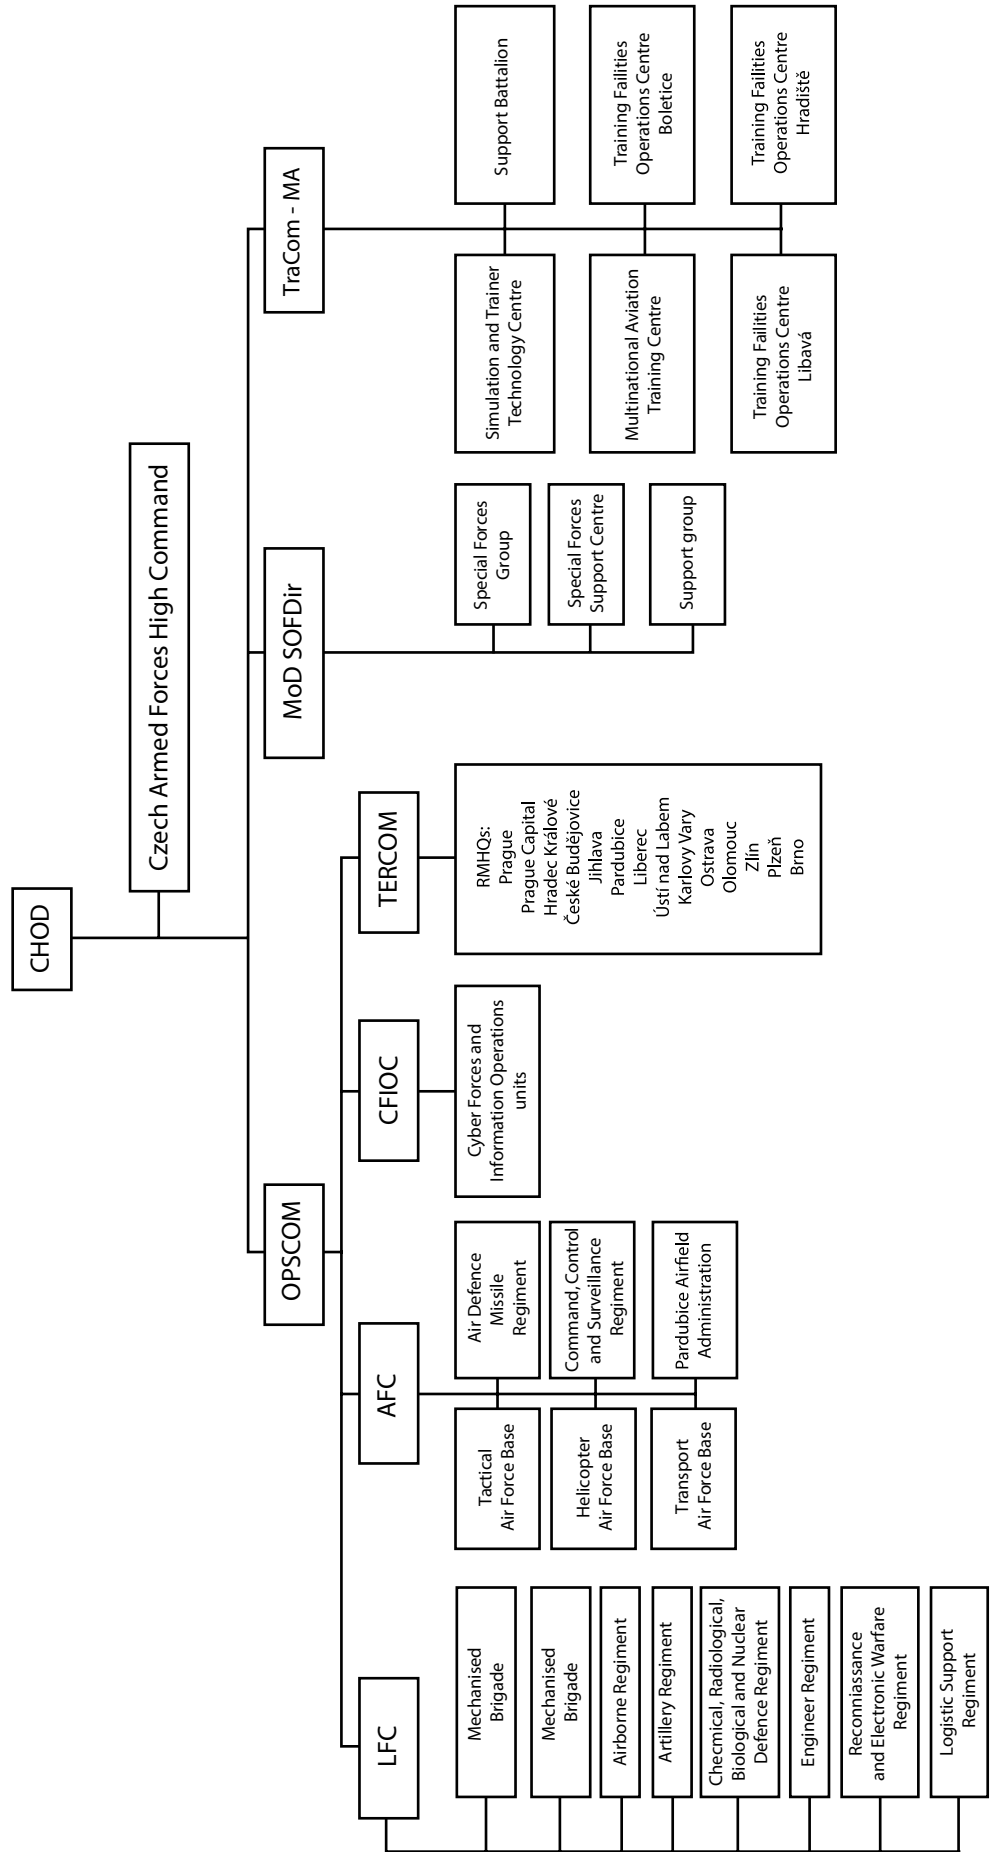 CHOD
Czech Armed Forces High Command
OPSCOM
MoD SOFDir
TraCom - MA
LFC
AFC
CFIOC
TERCOM
Mechanised
Brigade
Mechanised
Brigade
Airborne Regiment
Artillery Regiment
Checmical, Radiological,
Biological and Nuclear
Defence Regiment
Engineer Regiment
Reconniassance
and Electronic Warfare
Regiment
Logistic Support
Regiment
Tactical
Air Force Base
Air Defence
Missile
Regiment
Helicopter
Air Force Base
Command, Control
and Surveillance
Regiment
Transport
Air Force Base
Pardubice Airfield
Administration
Cyber Forces and
Information Operations
units
RMHQs:
Prague
Prague Capital
Hradec Králové
České Budějovice
Jihlava
Pardubice
Liberec
Ústí nad Labem
Karlovy Vary
Ostrava
Olomouc
Zlín
Plzeň
Brno
Special Forces
Group
Special Forces
Support Centre
Support group
Simulation and Trainer
Technology Centre
Support Battalion
Multinational Aviation
Training Centre
Training Failities
Operations Centre
Boletice
Training Failities
Operations Centre
Libavá
Training Failities
Operations Centre
Hradiště